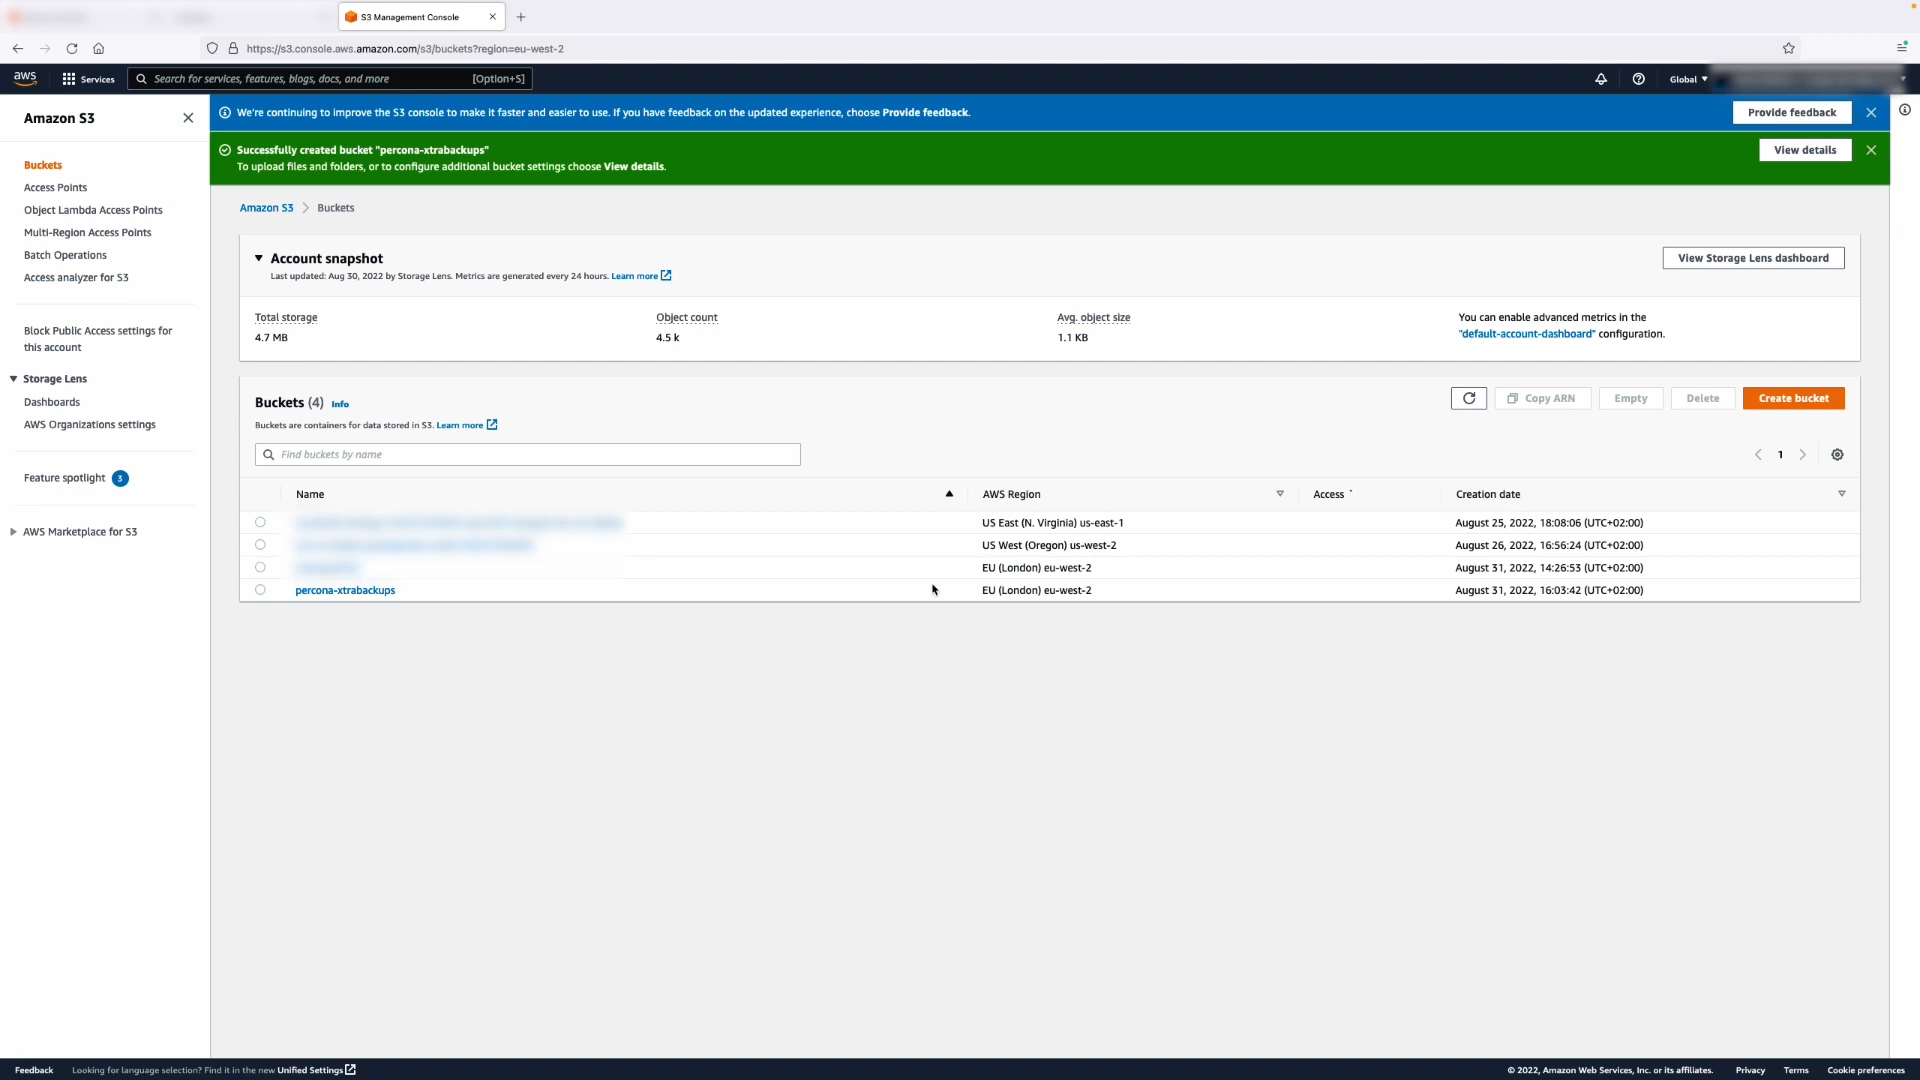 S3 Management Console
https://s3.console.aws.amazon.com/s3/buckets?region=eu-west-2
aws
Services
Search for services, features, blogs, docs, and more
[Option+S]
Global
Amazon S3
Buckets
Access Points
Object Lambda Access Points
Multi-Region Access Points
Batch Operations
Access analyzer for S3
Block Public Access settings for
this account
Storage Lens
Dashboards
AWS Organizations settings
Feature spotlight 3
AWS Marketplace for S3
We're continuing to improve the S3 console to make it faster and easier to use. If you have feedback on the updated experience, choose Provide feedback.
Provide feedback
Successfully created bucket "percona-xtrabackups"
To upload files and folders, or to configure additional bucket settings choose View details.
View details
Amazon S3 > Buckets
Account snapshot
Last updated: Aug 30, 2022 by Storage Lens. Metrics are generated every 24 hours. Learn more
View Storage Lens dashboard
Total storage
4.7 MB
Object count
4.5 k
Avg. object size
1.1 KB
You can enable advanced metrics in the
"default-account-dashboard" configuration.
Buckets (4) Info
Buckets are containers for data stored in S3. Learn more
Copy ARN
Empty
Delete
Create bucket
Find buckets by name
1
Name AWS Region Access Creation date
US East (N. Virginia) us-east-1 August 25, 2022, 18:08:06 (UTC+02:00)
US West (Oregon) us-west-2 August 26, 2022, 16:56:24 (UTC+02:00)
EU (London) eu-west-2 August 31, 2022, 14:26:53 (UTC+02:00)
percona-xtrabackups EU (London) eu-west-2 August 31, 2022, 16:03:42 (UTC+02:00)
Feedback
Looking for language selection? Find it in the new Unified Settings
© 2022, Amazon Web Services, Inc. or its affiliates.
Privacy
Terms
Cookie preferences